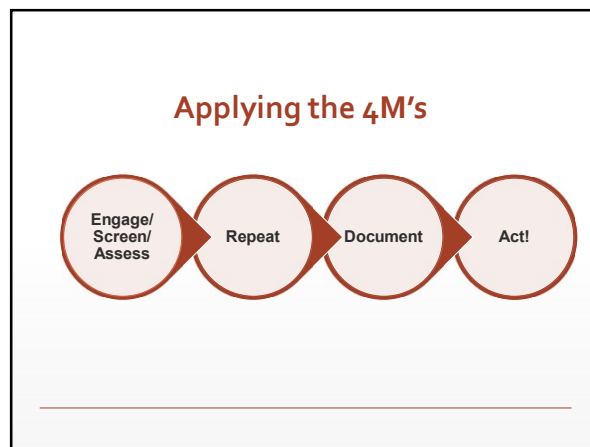 Applying the 4M's
Engage/
Screen/
Assess
Repeat
Document
Act!